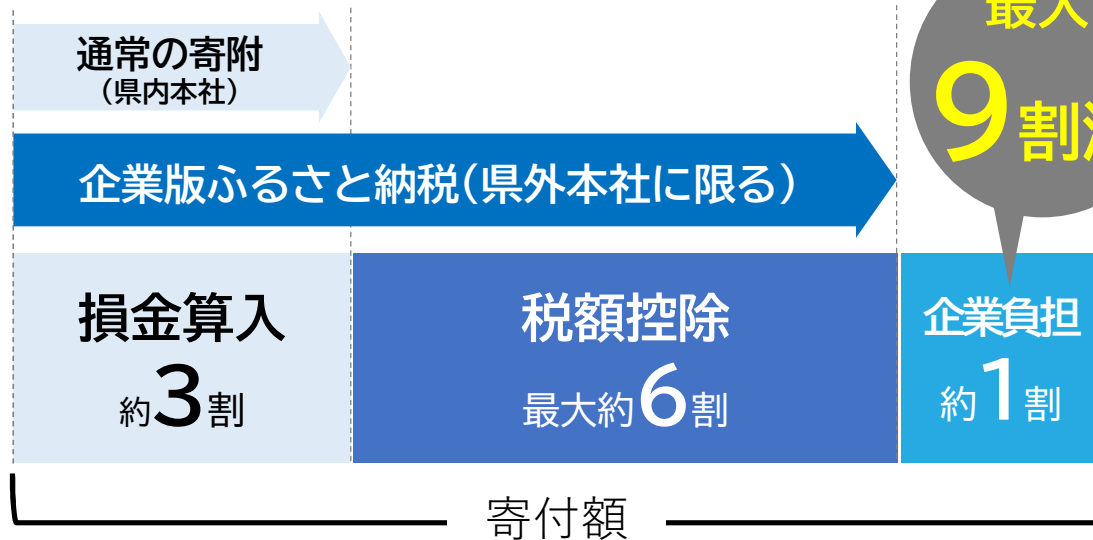 最大
9割
通常の寄附
(県内本社)
企業版ふるさと納税(県外本社に限る)
損金算入
約3割
税額控除
最大約6割
企業負担
約1割
寄付額